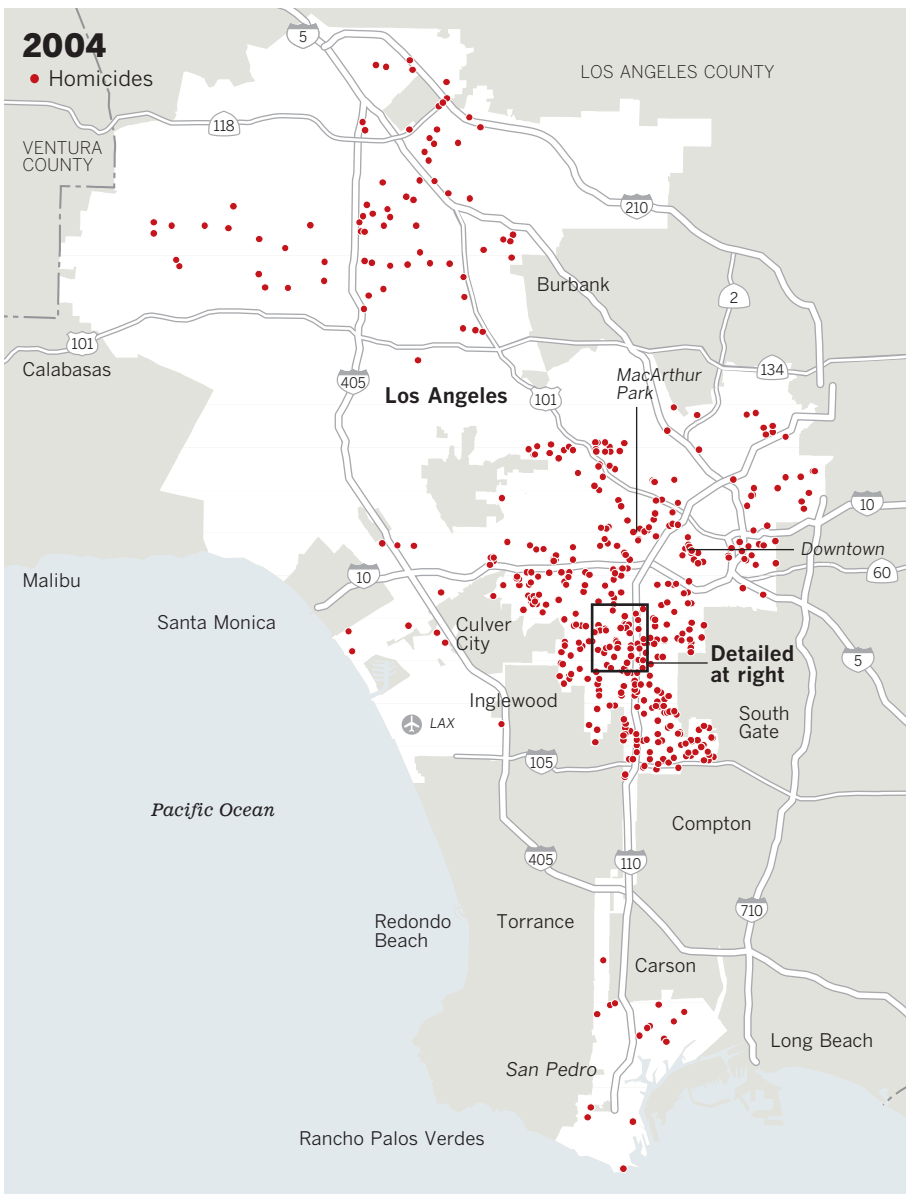 2004
Homicides
5
LOS ANGELES COUNTY
118
VENTURA
COUNTY
210
Burbank
2
101
Calabasas
134
405
MacArthur
Park
Los Angeles
101
10
Downtown
Malibu
10
60
Santa Monica
Culver
City
Detailed
at right
5
Inglewood
South
Gate
LAX
105
Pacific Ocean
Compton
405
110
710
Redondo
Beach
Torrance
Carson
Long Beach
San Pedro
Rancho Palos Verdes